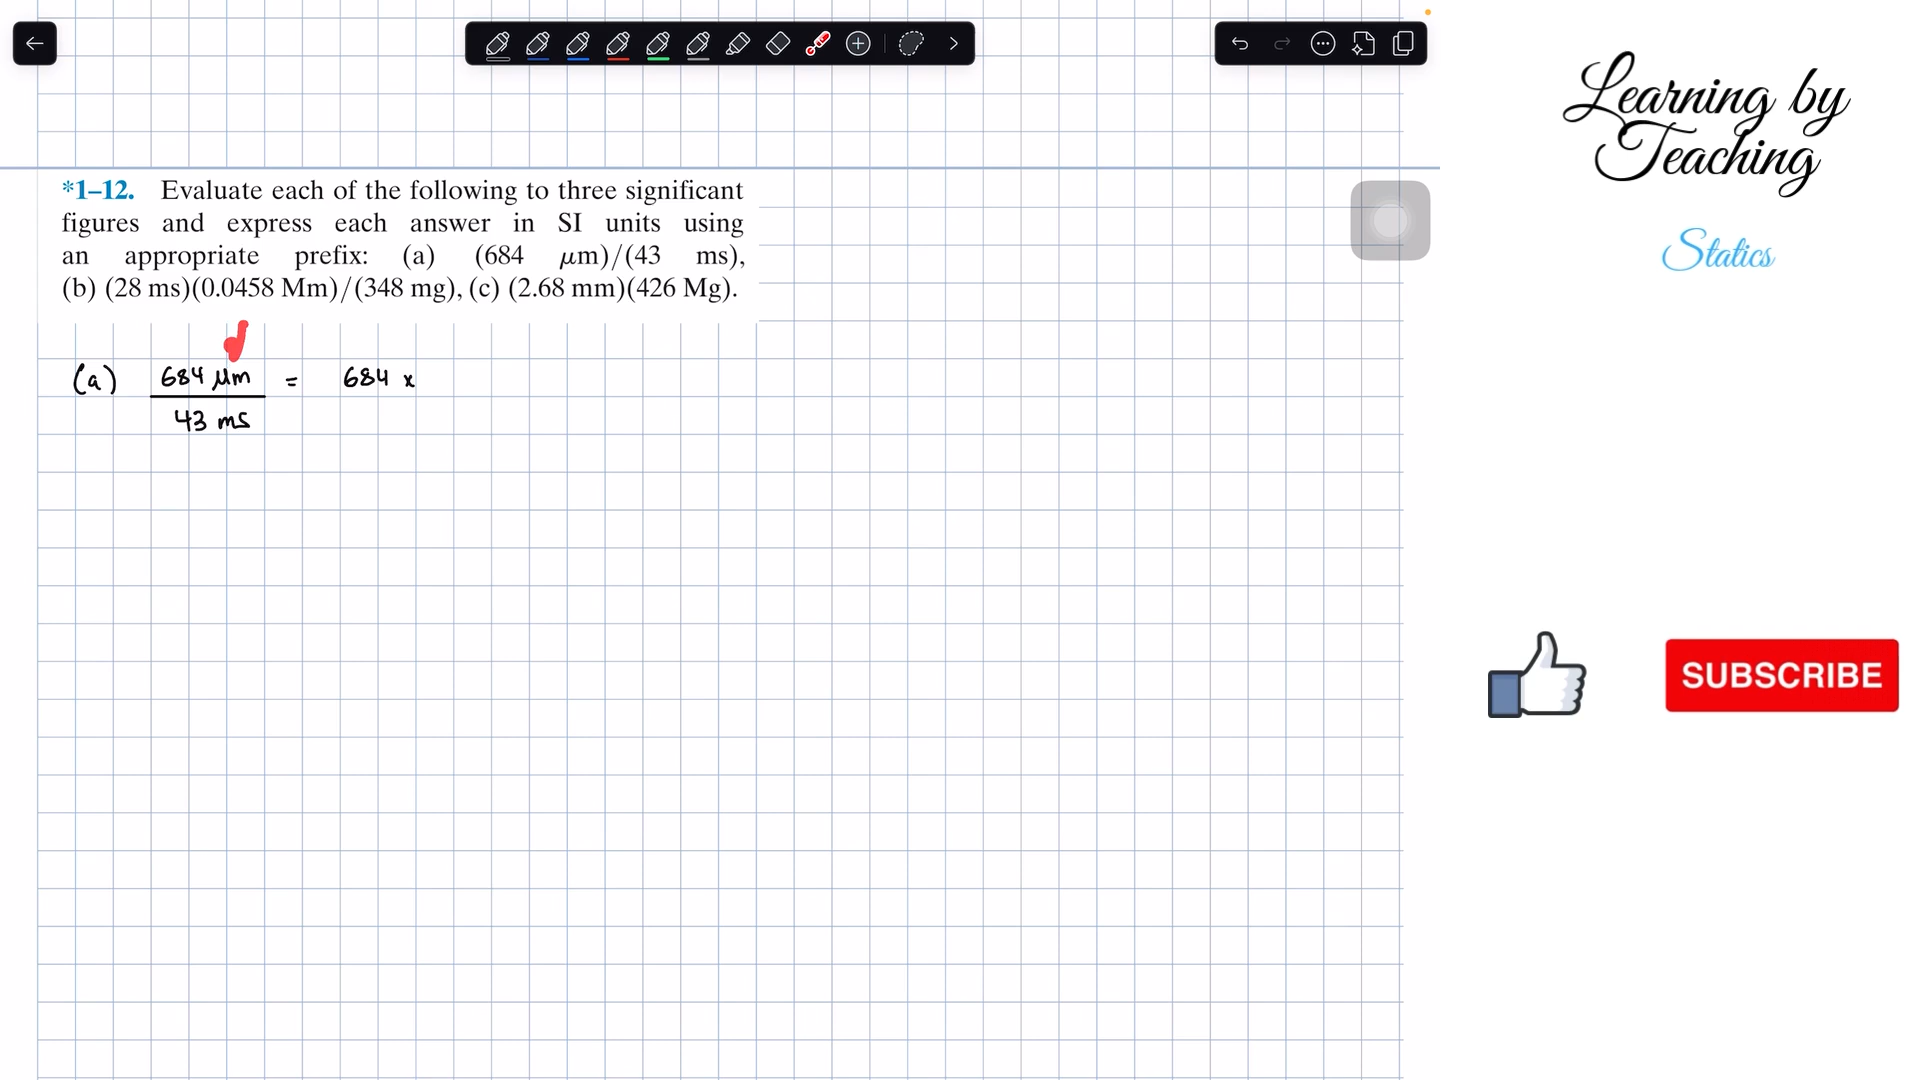 Learning by
Teaching
Statics
*1–12. Evaluate each of the following to three significant
figures and express each answer in SI units using
an appropriate prefix: (a) (684 μm)/(43 ms),
(b) (28 ms)(0.0458 Mm)/(348 mg), (c) (2.68 mm)(426 Mg).
(a) 684 μm = 684 x
43 ms
SUBSCRIBE